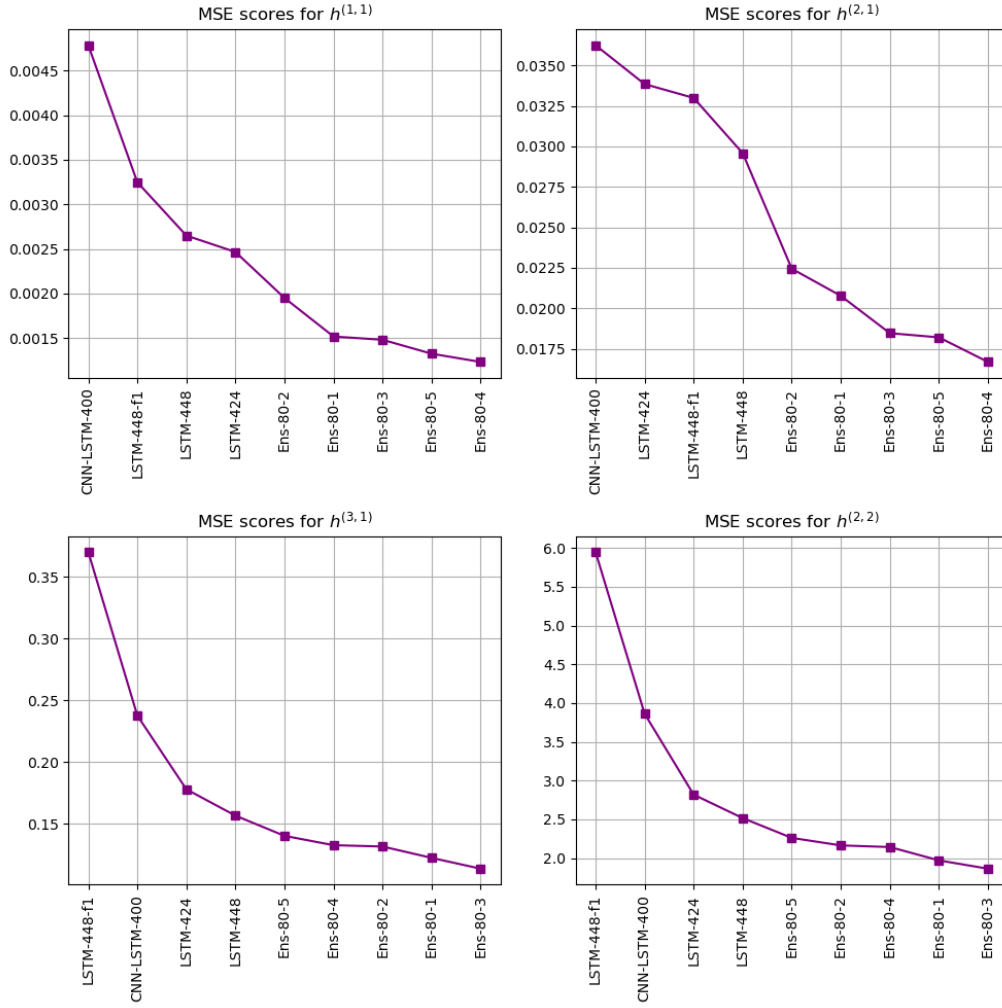 MSE scores for h^(1,1)
0.0045
0.0040
0.0035
0.0030
0.0025
0.0020
0.0015
CNN-LSTM-400
LSTM-448-f1
LSTM-448
LSTM-424
Ens-80-2
Ens-80-1
Ens-80-3
Ens-80-5
Ens-80-4
MSE scores for h^(2,1)
0.0350
0.0325
0.0300
0.0275
0.0250
0.0225
0.0200
0.0175
CNN-LSTM-400
LSTM-424
LSTM-448-f1
LSTM-448
Ens-80-2
Ens-80-1
Ens-80-3
Ens-80-5
Ens-80-4
MSE scores for h^(3,1)
0.35
0.30
0.25
0.20
0.15
LSTM-448-f1
CNN-LSTM-400
LSTM-424
LSTM-448
Ens-80-5
Ens-80-4
Ens-80-2
Ens-80-1
Ens-80-3
MSE scores for h^(2,2)
6.0
5.0
4.5
4.0
3.5
3.0
2.5
2.0
LSTM-448-f1
CNN-LSTM-400
LSTM-424
LSTM-448
Ens-80-5
Ens-80-2
Ens-80-4
Ens-80-1
Ens-80-3